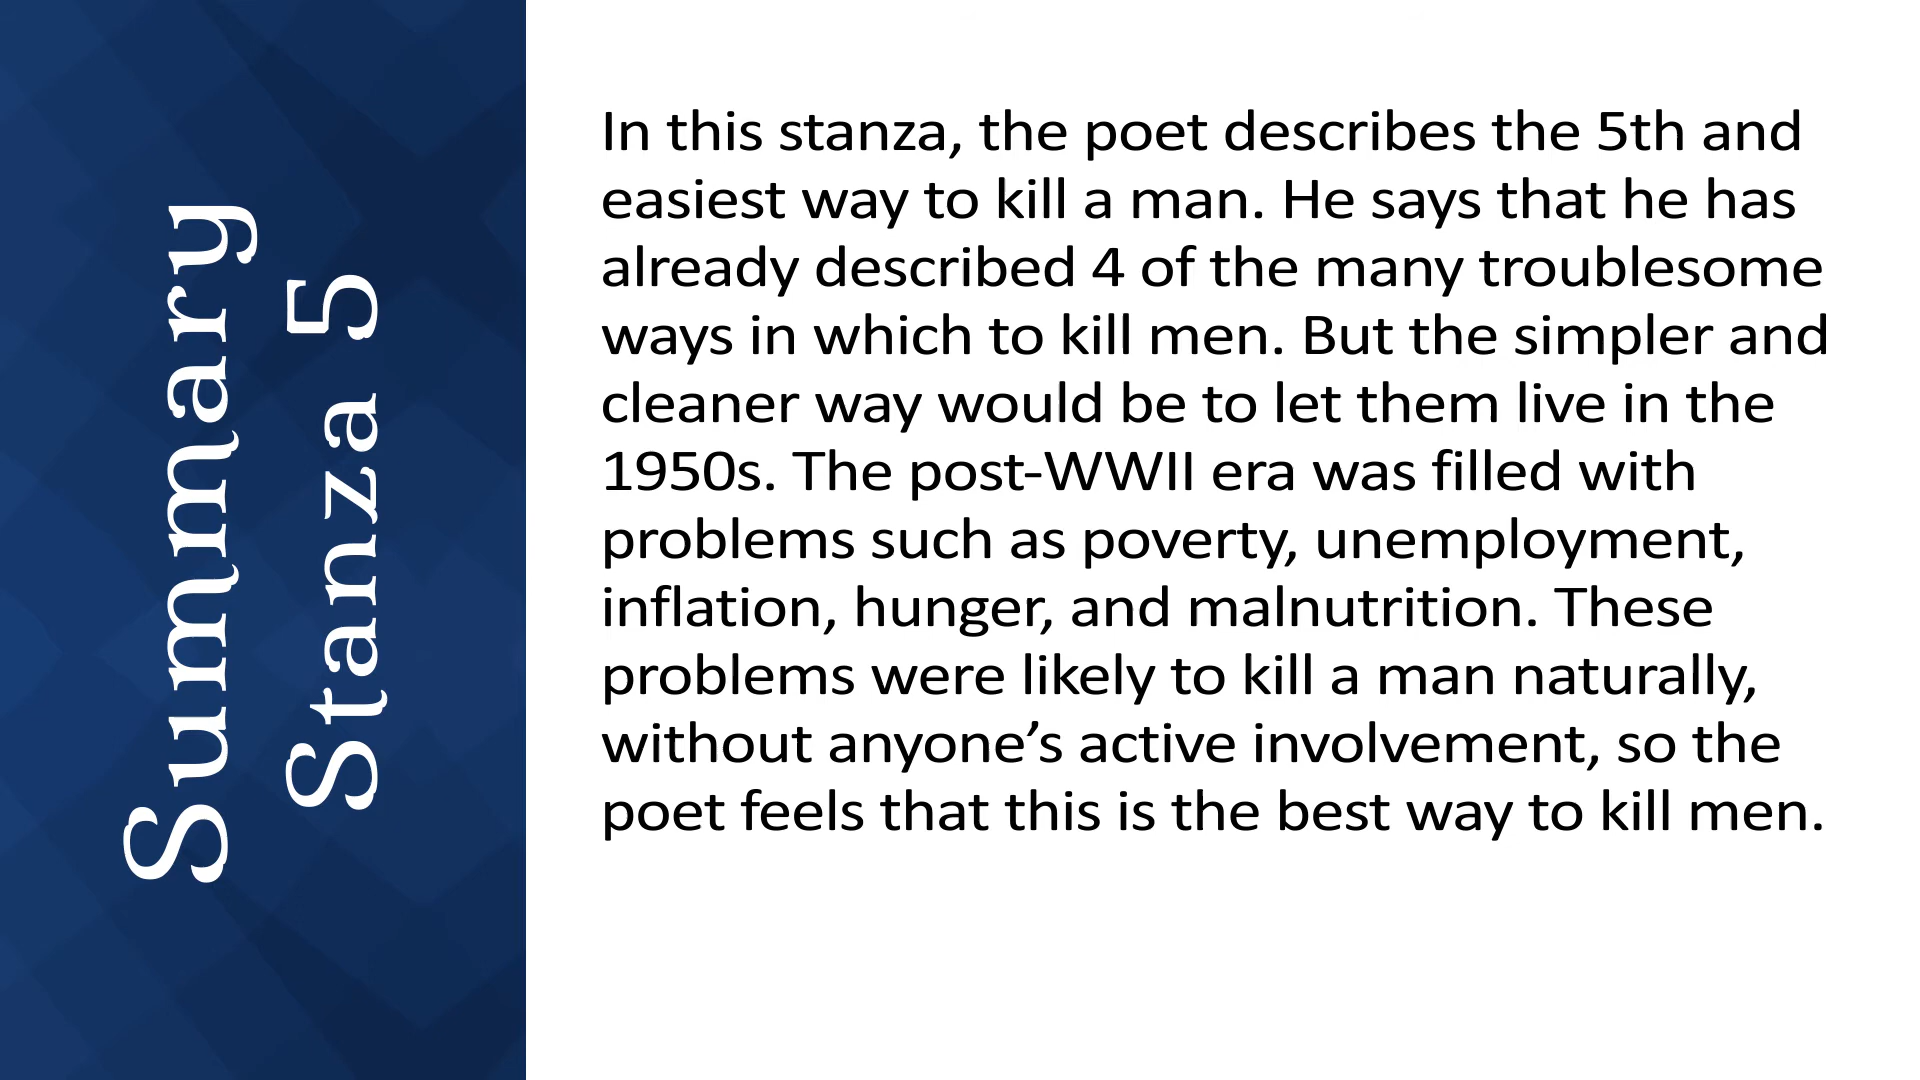 Summary
Stanza 5
In this stanza, the poet describes the 5th and
easiest way to kill a man. He says that he has
already described 4 of the many troublesome
ways in which to kill men. But the simpler and
cleaner way would be to let them live in the
1950s. The post-WWII era was filled with
problems such as poverty, unemployment,
inflation, hunger, and malnutrition. These
problems were likely to kill a man naturally,
without anyone’s active involvement, so the
poet feels that this is the best way to kill men.